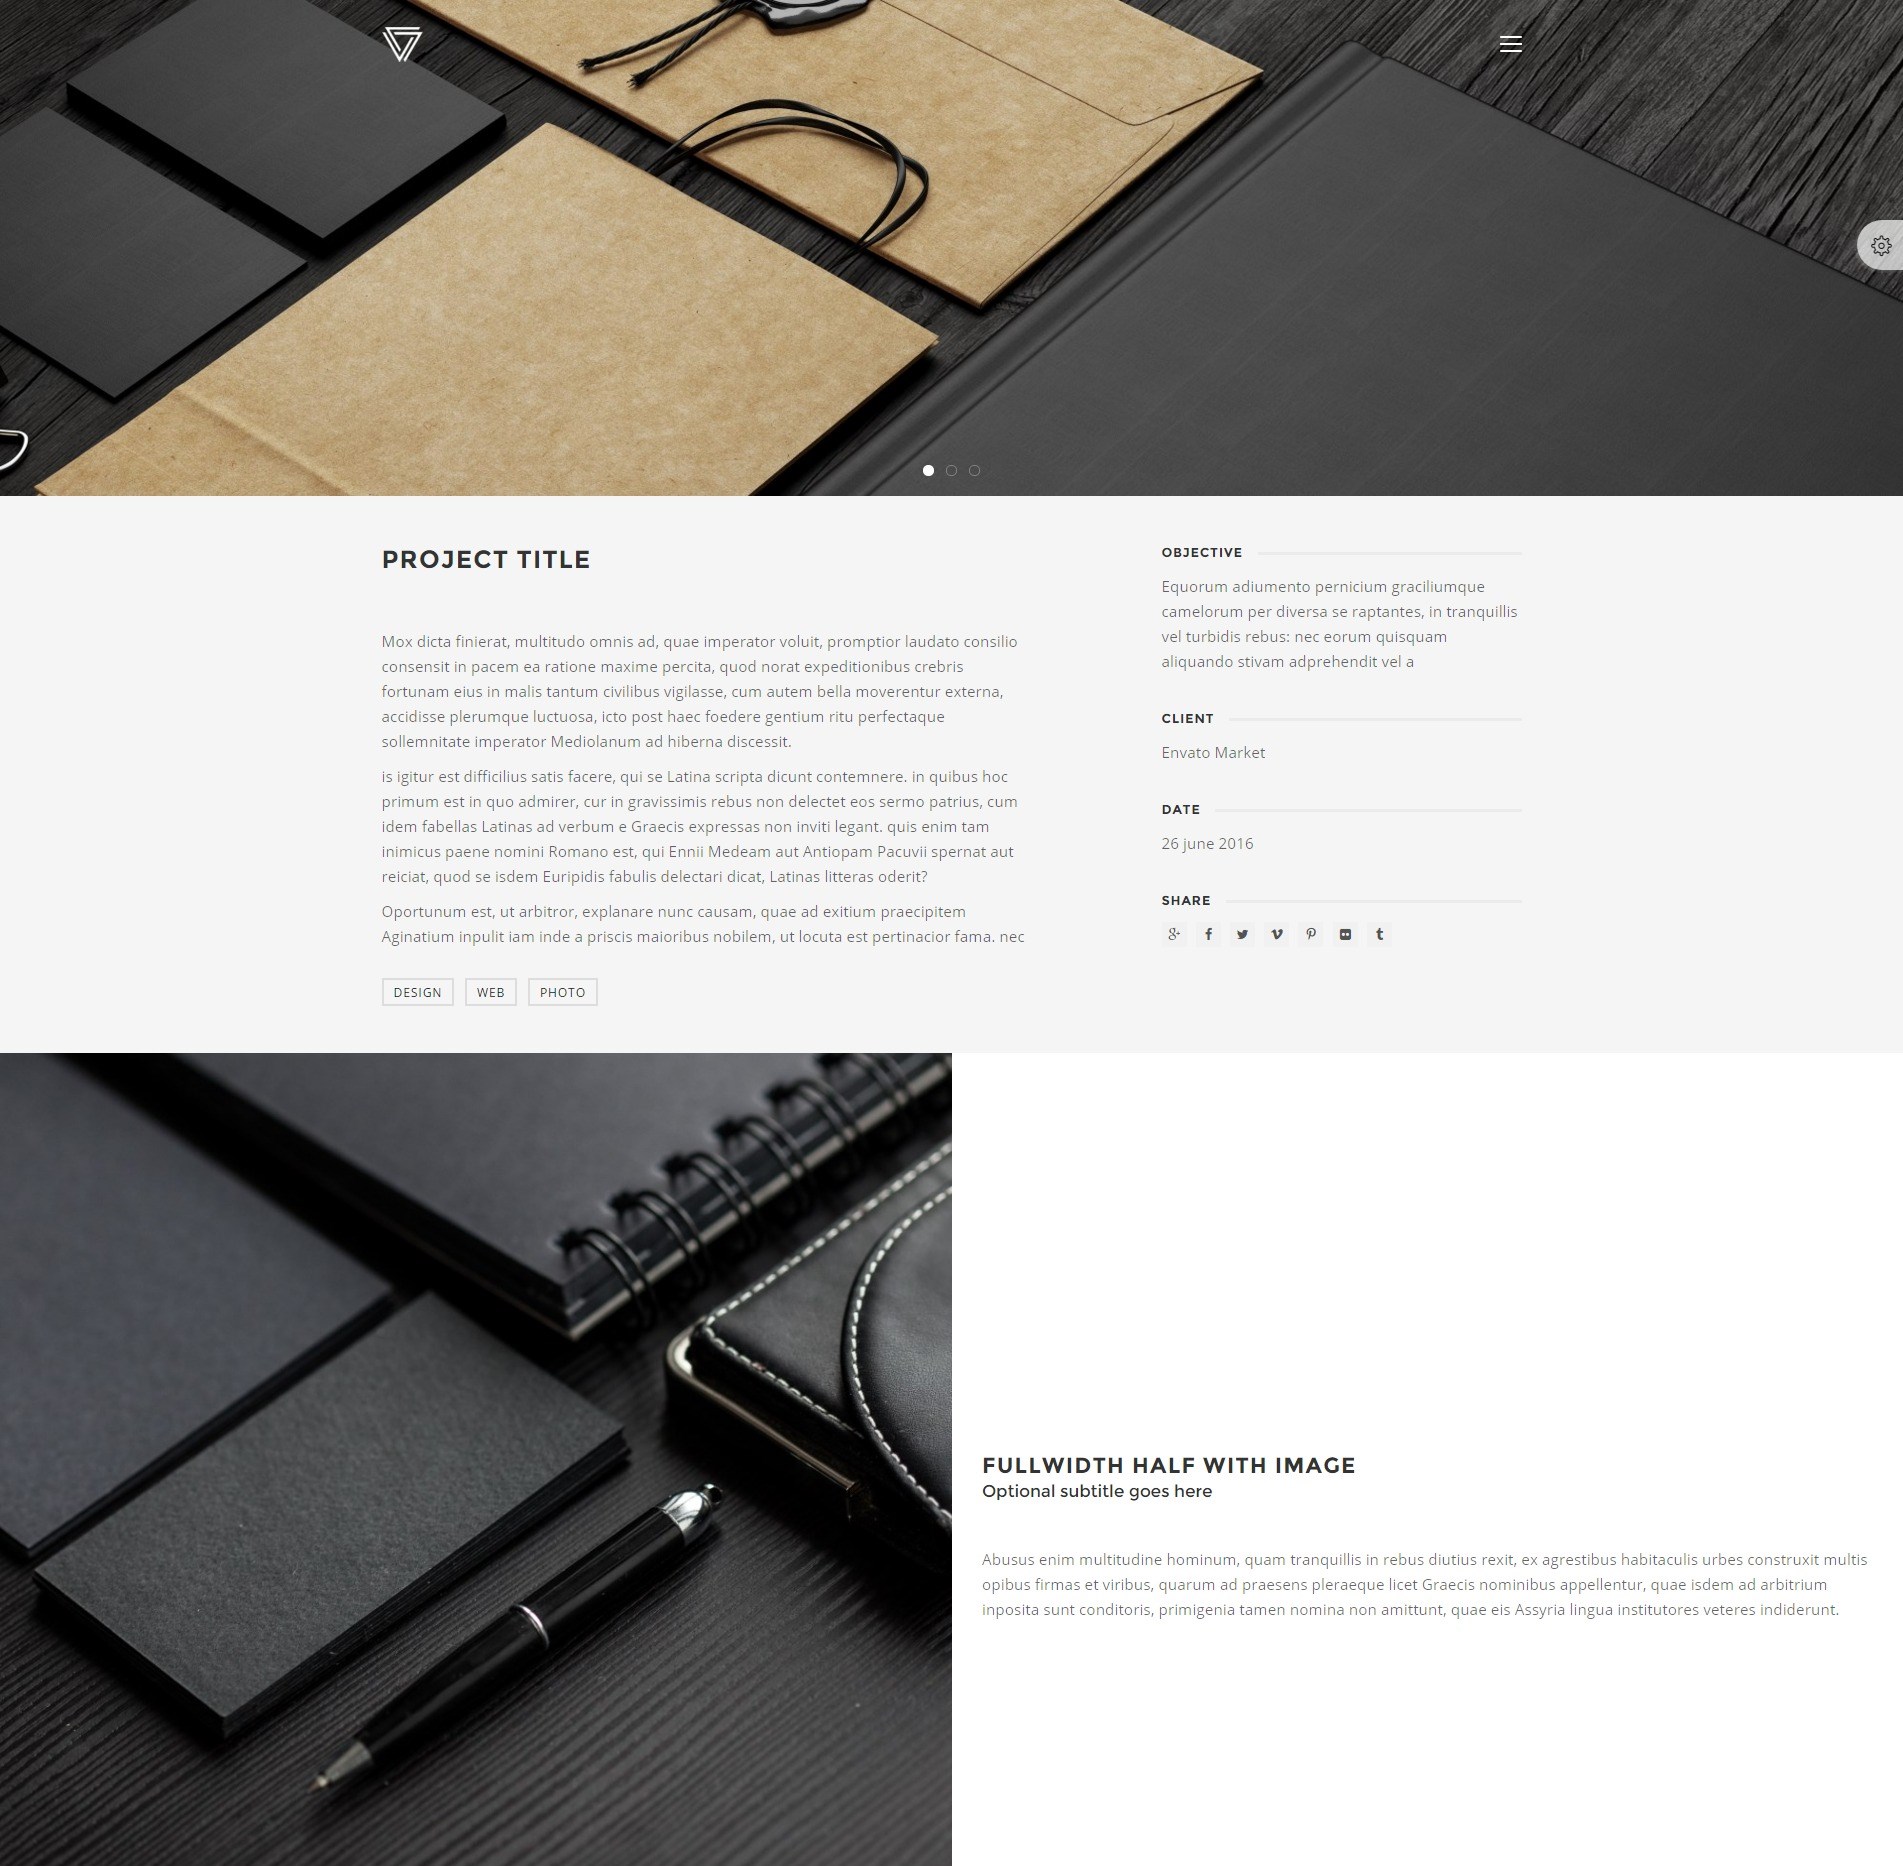 PROJECT TITLE
Mox dicta finierat, multitudo omnis ad, quae imperator voluit, promptior laudato consilio
consensit in pacem ea ratione maxime percita, quod norat expeditionibus crebris
fortunam eius in malis tantum civilibus vigilasse, cum autem bella moverentur externa,
accidisse plerumque luctuosa, icto post haec foedere gentium ritu perfectaque
sollemnitate imperator Mediolanum ad hiberna discessit.
is igitur est difficilius satis facere, qui se Latina scripta dicunt contemnere. in quibus hoc
primum est in quo admirer, cur in gravissimis rebus non delectet eos sermo patrius, cum
idem fabellas Latinas ad verbum e Graecis expressas non inviti legant. quis enim tam
inimicus paene nomini Romano est, qui Ennii Medeam aut Antiopam Pacuvii spernat aut
reiciat, quod se isdem Euripidis fabulis delectari dicat, Latinas litteras oderit?
Oportunum est, ut arbitror, explanare nunc causam, quae ad exitium praecipitem
Aginatium inpulit iam inde a priscis maioribus nobilem, ut locuta est pertinacior fama. nec
DESIGN WEB PHOTO
OBJECTIVE
Equorum adiumento pernicium graciliumque
camelorum per diversa se raptantes, in tranquillis
vel turbidis rebus: nec eorum quisquam
aliquando stivam adprehendit vel a
CLIENT
Envato Market
DATE
26 june 2016
SHARE
FULLWIDTH HALF WITH IMAGE
Optional subtitle goes here
Abusus enim multitudine hominum, quam tranquillis in rebus diutius rexit, ex agrestibus habitaculis urbes construxit multis
opibus firmas et viribus, quarum ad praesens pleraeque licet Graecis nominibus appellentur, quae isdem ad arbitrium
inposita sunt conditoris, primigenia tamen nomina non amittunt, quae eis Assyria lingua institutores veteres indiderunt.